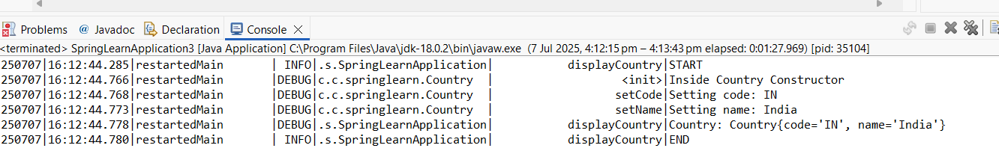 Problems @ Javadoc Declaration Console
<terminated> SpringLearnApplication3 [Java Application] C:\Program Files\Java\jdk-18.0.2\bin\javaw.exe (7 Jul 2025, 4:12:15 pm – 4:13:43 pm elapsed: 0:01:27.969) [pid: 35104]
250707|16:12:44.285|restartedMain       | INFO|.s.SpringLearnApplication|           displayCountry|START
250707|16:12:44.766|restartedMain       |DEBUG|c.c.springlearn.Country  |                   <init>|Inside Country Constructor
250707|16:12:44.768|restartedMain       |DEBUG|c.c.springlearn.Country  |                  setCode|Setting code: IN
250707|16:12:44.773|restartedMain       |DEBUG|c.c.springlearn.Country  |                  setName|Setting name: India
250707|16:12:44.778|restartedMain       |DEBUG|.s.SpringLearnApplication|           displayCountry|Country: Country{code='IN', name='India'}
250707|16:12:44.780|restartedMain       | INFO|.s.SpringLearnApplication|           displayCountry|END